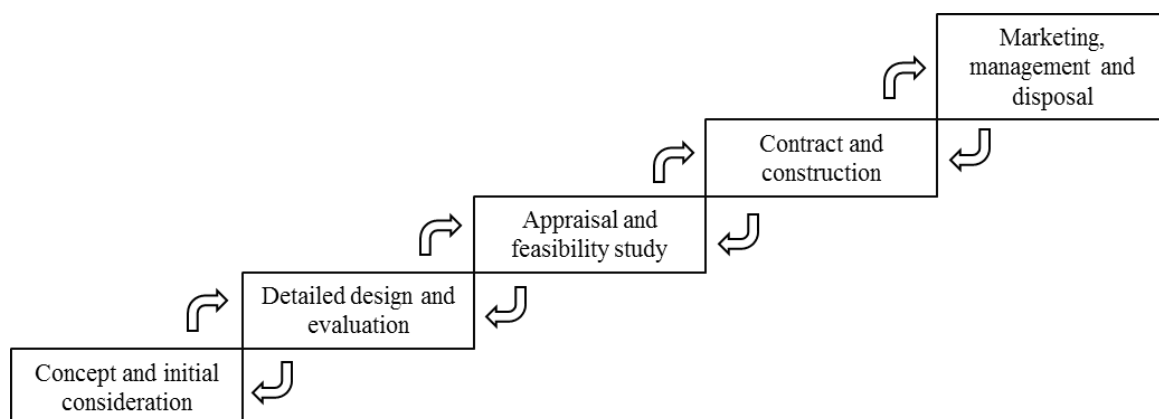 Marketing,
management and
disposal
Contract and
construction
Appraisal and
feasibility study
Detailed design and
evaluation
Concept and initial
consideration